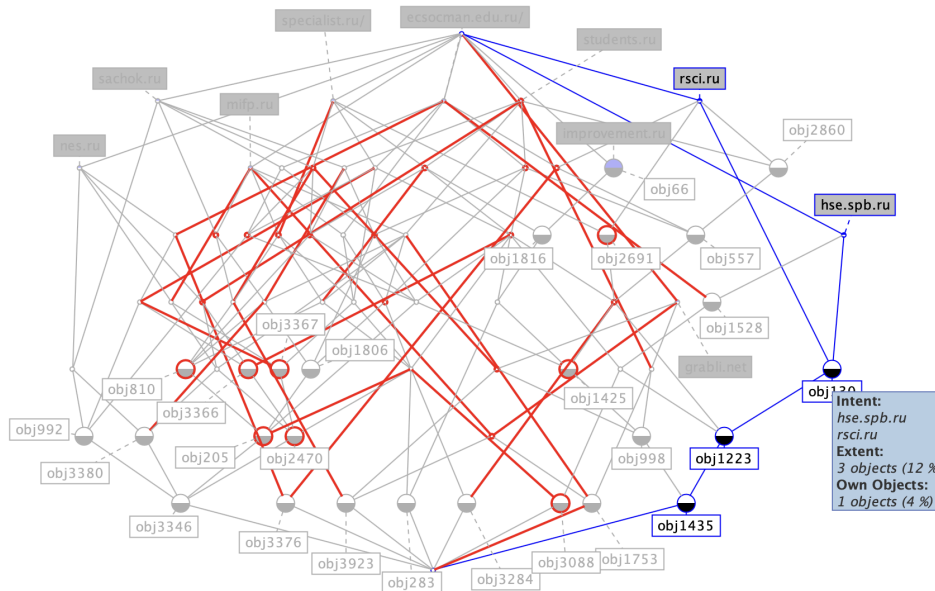 specialist.ru/
ecsocman.edu.ru/
students.ru
sachok.ru
rsci.ru
mifp.ru
improvement.ru
obj2860
nes.ru
obj66
hse.spb.ru
obj1816
obj2691
obj557
obj3367
obj1528
obj1806
grabli.net
obj810
obj3366
obj1425
obj130
Intent:
hse.spb.ru
rsci.ru
Extent:
3 objects (12 %
Own Objects:
1 objects (4 %)
obj992
obj3380
obj205
obj2470
obj998
obj1223
obj3346
obj3376
obj3923
obj283
obj3284
obj3088
obj1753
obj1435